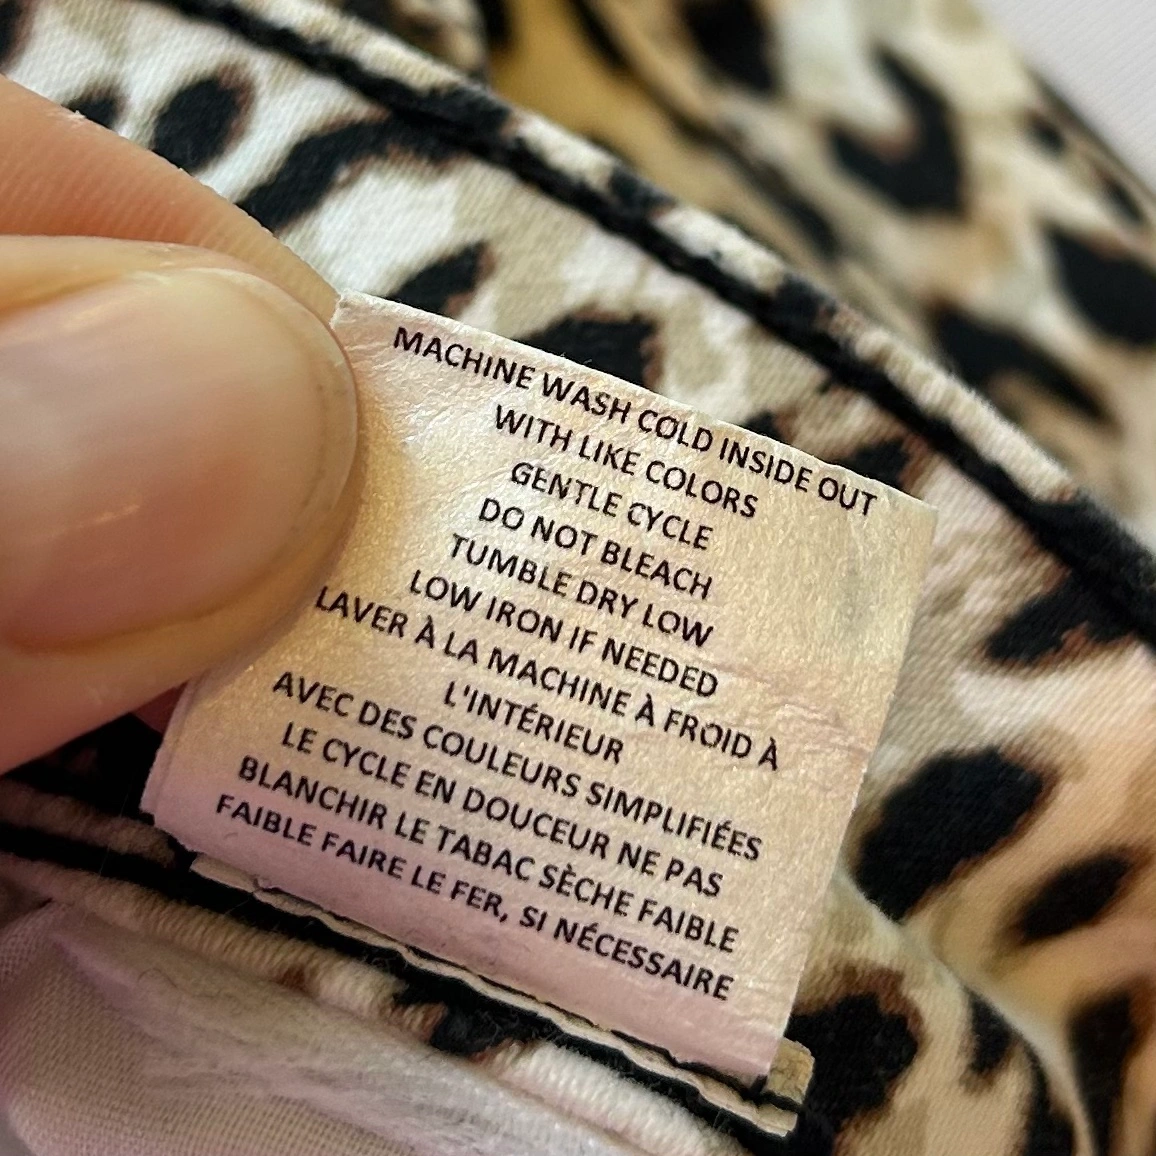 MACHINE WASH COLD INSIDE OUT
WITH LIKE COLORS
GENTLE CYCLE
DO NOT BLEACH
TUMBLE DRY LOW
LOW IRON IF NEEDED
LAVER À LA MACHINE À FROID À
L'INTÉRIEUR
AVEC DES COULEURS SIMPLIFIÉES
LE CYCLE EN DOUCEUR NE PAS
BLANCHIR LE TABAC SÈCHE FAIBLE
FAIBLE FAIRE LE FER, SI NÉCESSAIRE